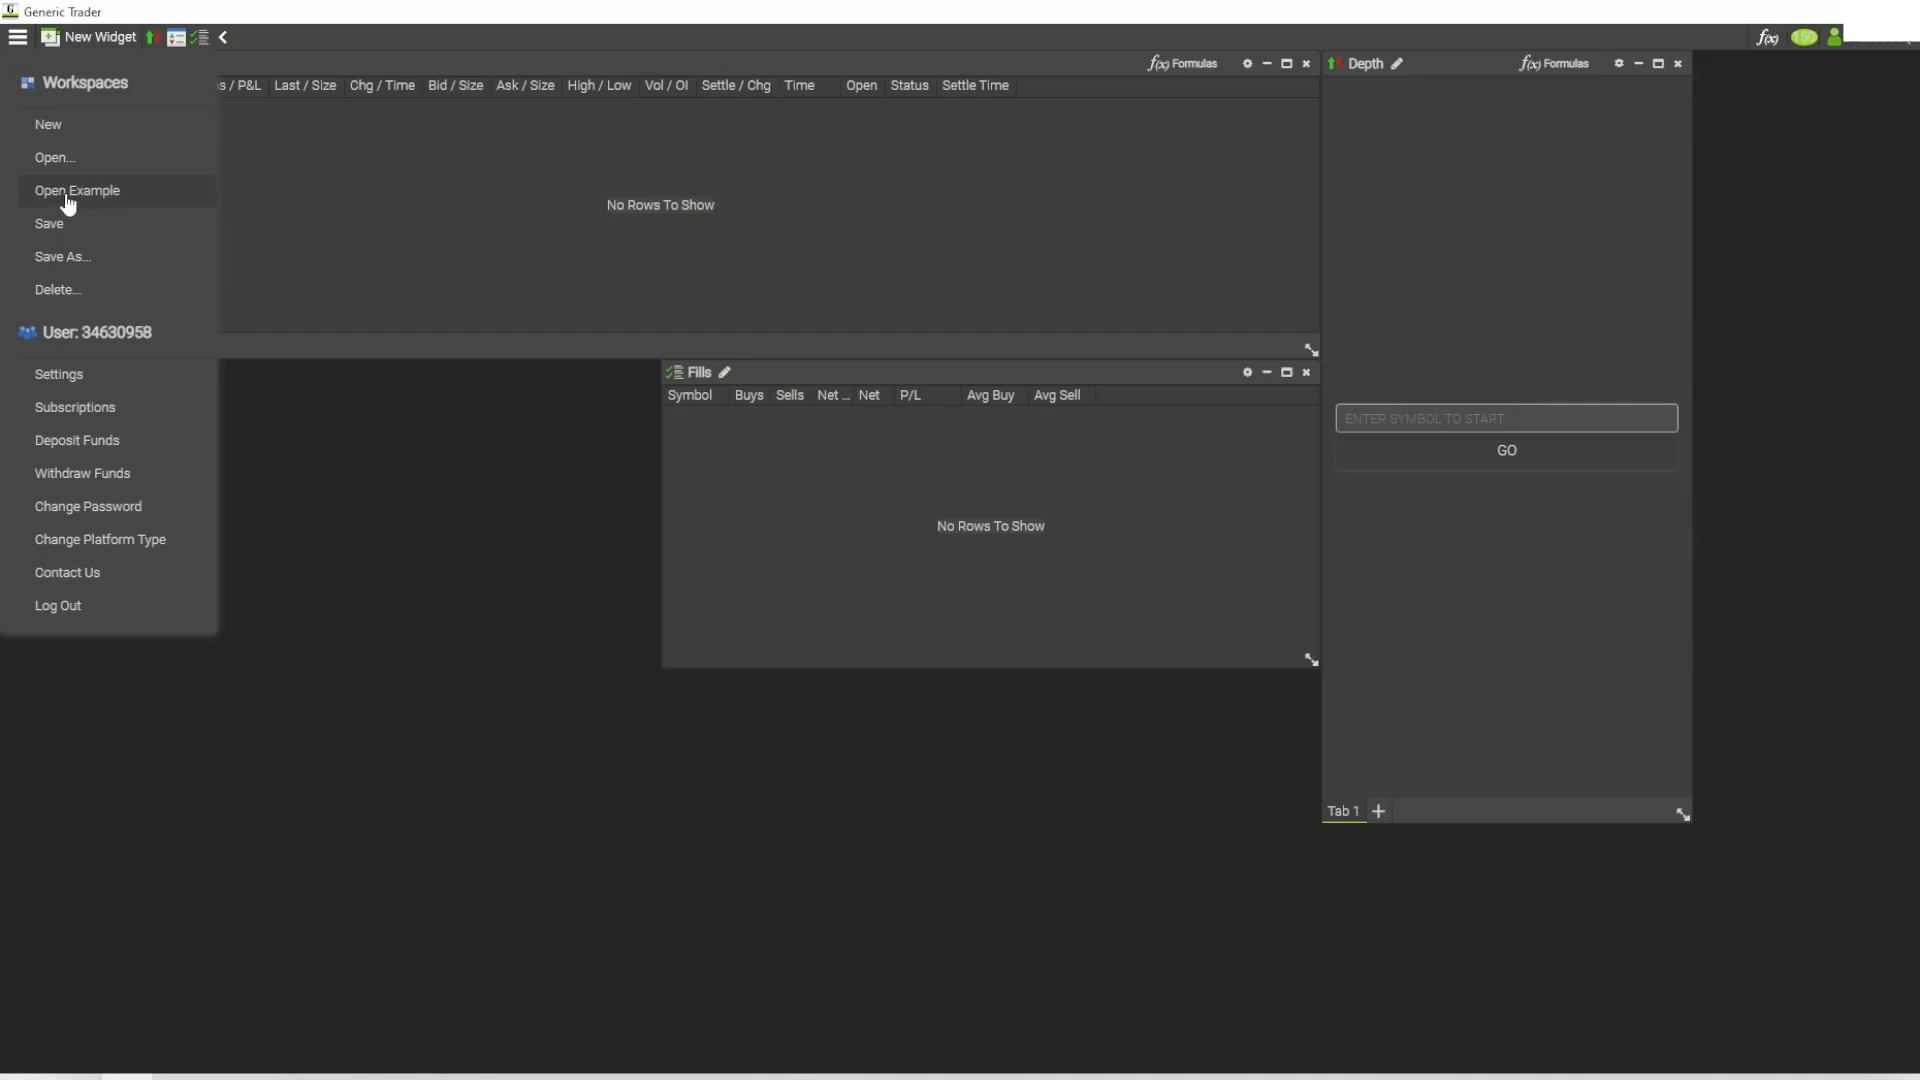 Generic Trader
New Widget
f(x)
Workspaces
New
Open...
Open Example
Save
Save As...
Delete...
User: 34630958
Settings
Subscriptions
Deposit Funds
Withdraw Funds
Change Password
Change Platform Type
Contact Us
Log Out
f(x) Formulas
/ P&L Last / Size Chg / Time Bid / Size Ask / Size High / Low Vol / OI Settle / Chg Time Open Status Settle Time
No Rows To Show
Fills
Symbol Buys Sells Net ... Net P/L Avg Buy Avg Sell
No Rows To Show
Depth f(x) Formulas
ENTER SYMBOL TO START
GO
Tab 1